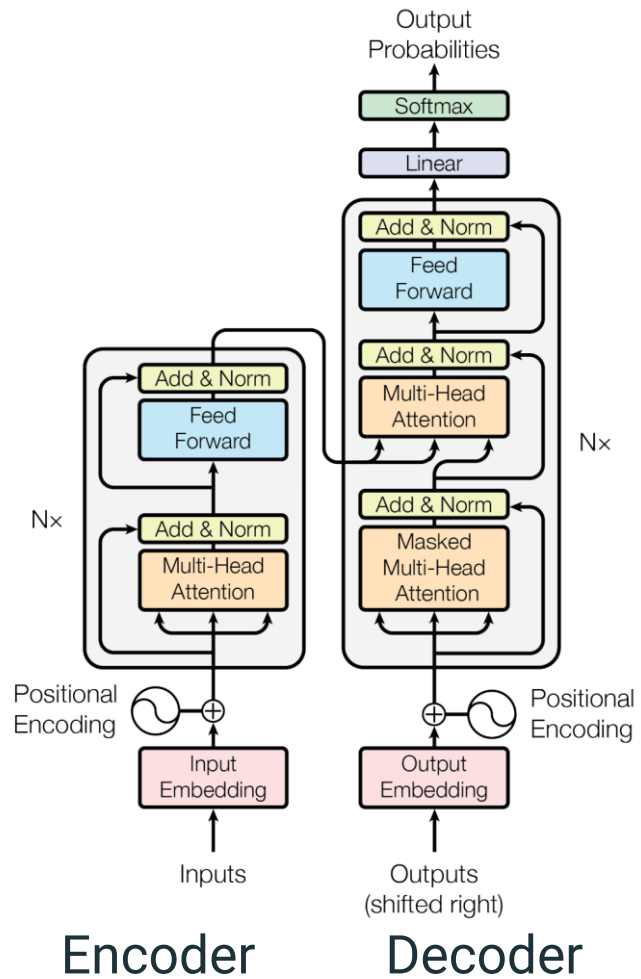 Output
Probabilities
Softmax
Linear
Add & Norm
Feed
Forward
Add & Norm
Multi-Head
Attention
Add & Norm
Masked
Multi-Head
Attention
N×
Add & Norm
Feed
Forward
Add & Norm
Multi-Head
Attention
N×
Positional
Encoding
Positional
Encoding
Input
Embedding
Output
Embedding
Inputs
Outputs
(shifted right)
Encoder
Decoder